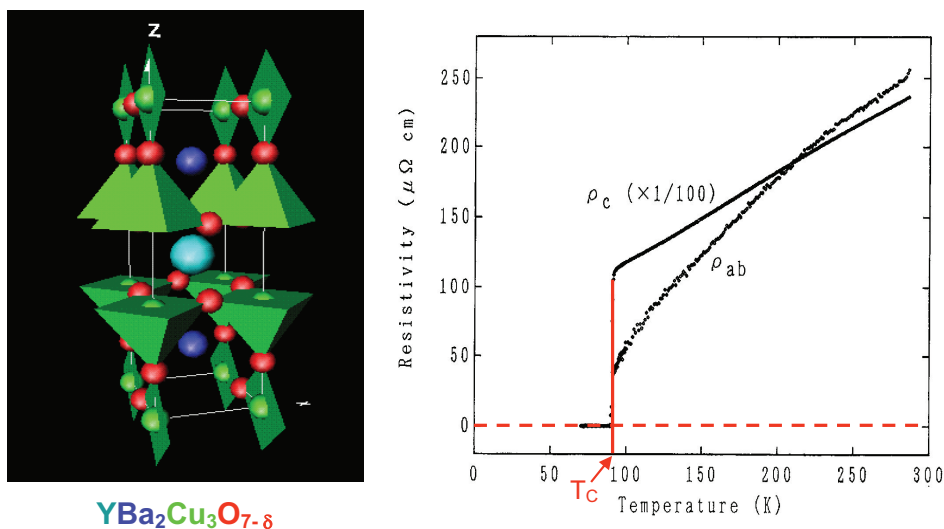 z
YBa₂Cu₃O₇₋δ
Resistivity (μΩ cm)
250
200
150
100
50
0
ρc (×1/100)
ρab
0 50 100 150 200 250 300
Tc
Temperature (K)